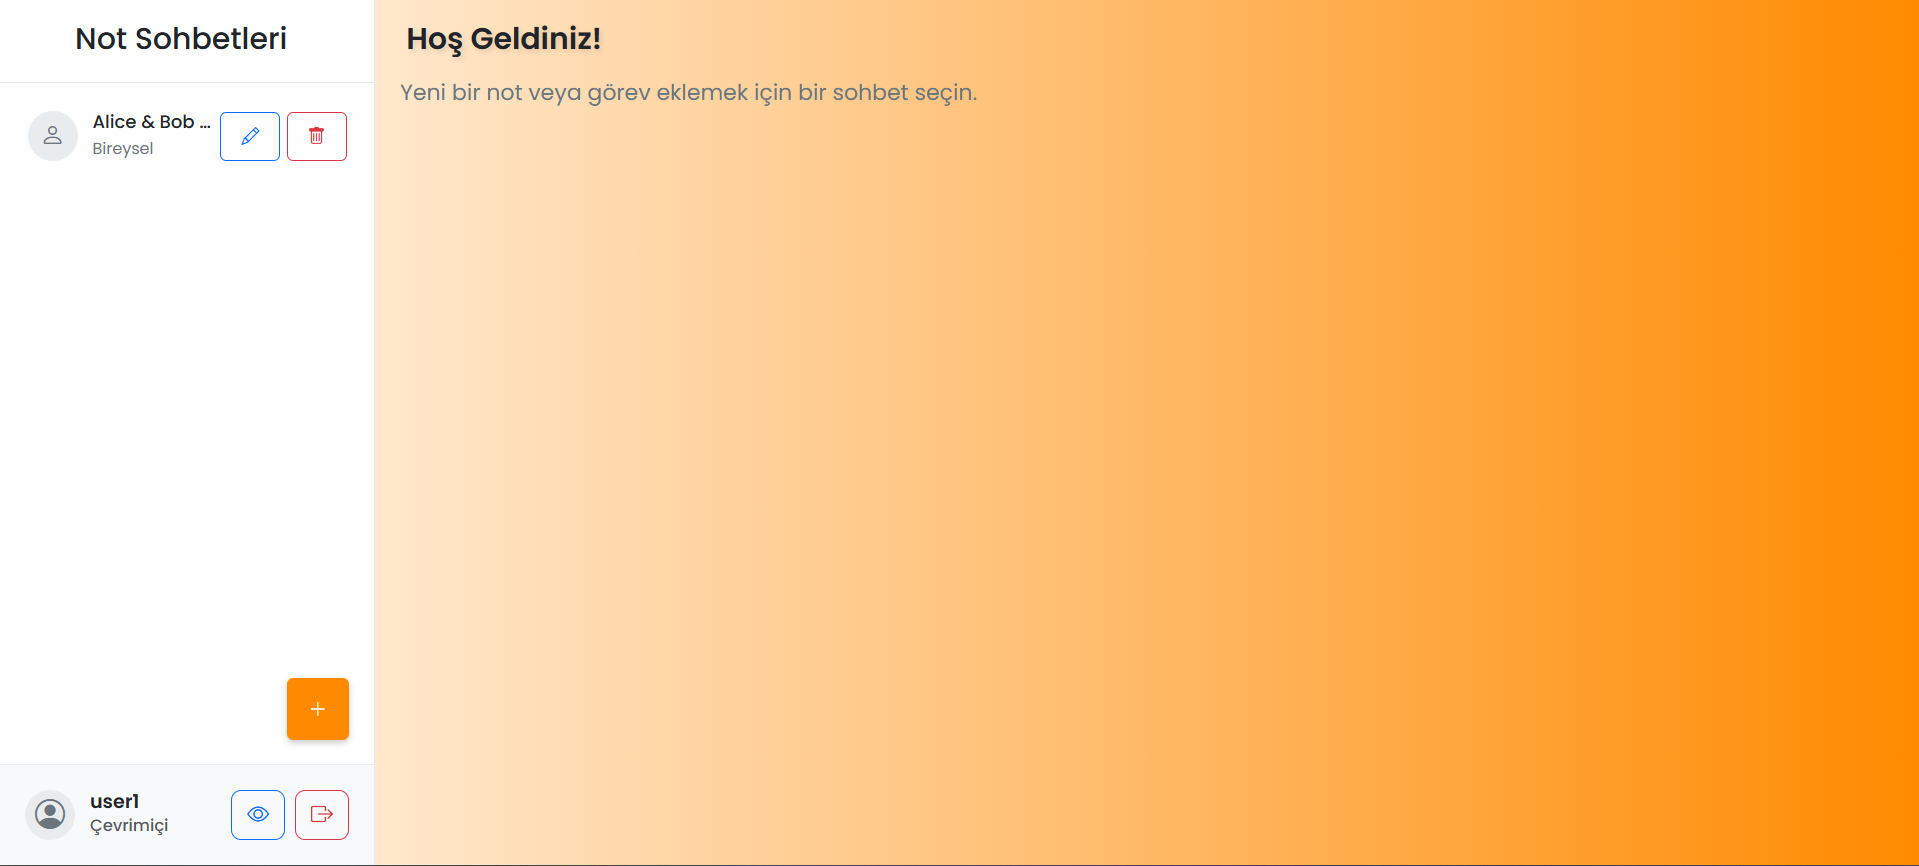 Not Sohbetleri
Alice & Bob ...
Bireysel
+
user1
Çevrimiçi
Hoş Geldiniz!
Yeni bir not veya görev eklemek için bir sohbet seçin.